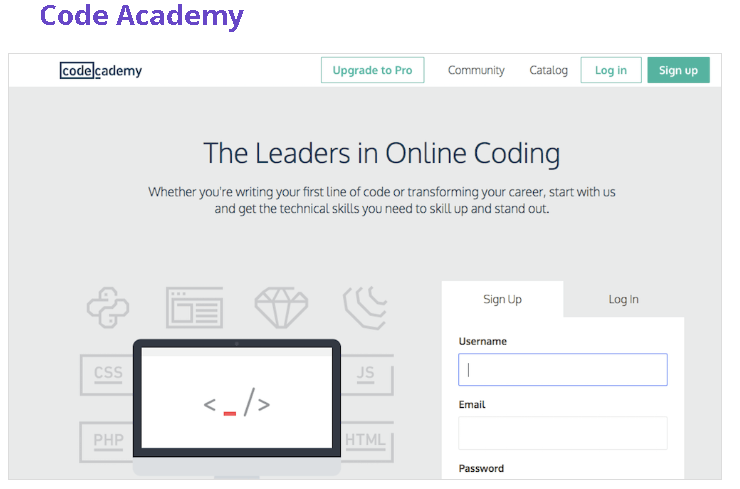 Code Academy
codecademy
Upgrade to Pro
Community
Catalog
Log in
Sign up
The Leaders in Online Coding
Whether you're writing your first line of code or transforming your career, start with us
and get the technical skills you need to skill up and stand out.
Sign Up
Log In
Username
Email
Password
CSS
JS
< _ />
PHP
HTML